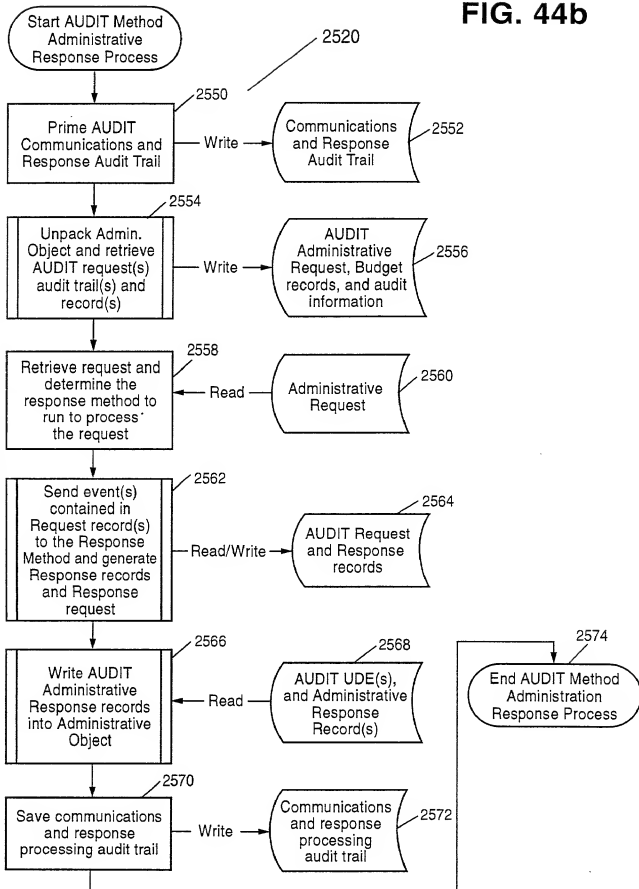 FIG. 44b
Start AUDIT Method
Administrative
Response Process
2520
2550
Prime AUDIT
Communications and
Response Audit Trail
Write
Communications
and Response
Audit Trail
2552
2554
Unpack Admin.
Object and retrieve
AUDIT request(s)
audit trail(s) and
record(s)
Write
AUDIT
Administrative
Request, Budget
records, and audit
information
2556
2558
Retrieve request and
determine the
response method to
run to process
the request
Read
Administrative
Request
2560
2562
Send event(s)
contained in
Request record(s)
to the Response
Method and generate
Response records
and Response
request
Read/Write
AUDIT Request
and Response
records
2564
2566
Write AUDIT
Administrative
Response records
into Administrative
Object
Read
AUDIT UDE(s),
and Administrative
Response
Record(s)
2568
2570
Save communications
and response
processing audit trail
Write
Communications
and response
processing
audit trail
2572
2574
End AUDIT Method
Administration
Response Process